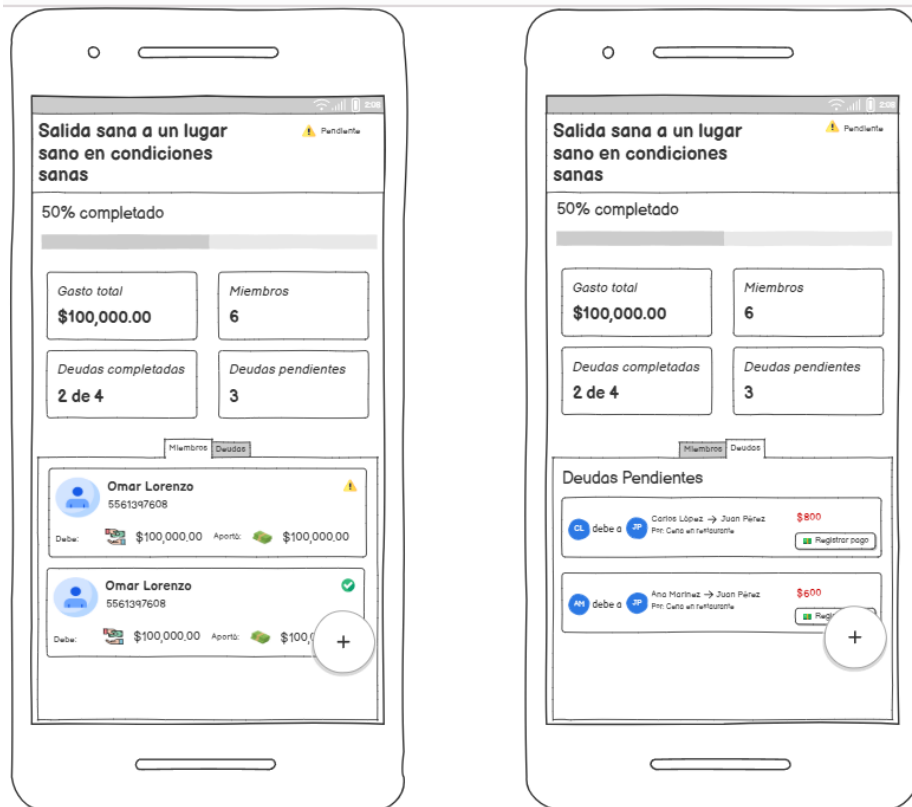 2:08
Salida sana a un lugar
sano en condiciones
sanas
Pendiente
50% completado
Gasto total
$100,000.00
Miembros
6
Deudas completadas
2 de 4
Deudas pendientes
3
Miembros
Deudas
Omar Lorenzo
5561397608
Debe:
$100,000.00
Aportó:
$100,000,00
Omar Lorenzo
5561397608
Debe:
$100,000.00
Aportó:
$100,
+
2:08
Salida sana a un lugar
sano en condiciones
sanas
Pendiente
50% completado
Gasto total
$100,000.00
Miembros
6
Deudas completadas
2 de 4
Deudas pendientes
3
Miembros
Deudas
Deudas Pendientes
CL debe a JP
Carlos López → Juan Pérez
Por: Cena en restaurante
$800
Registrar pago
AM debe a JP
Ana Marinez → Juan Pérez
Por: Cena en restaurante
$600
Reg
+